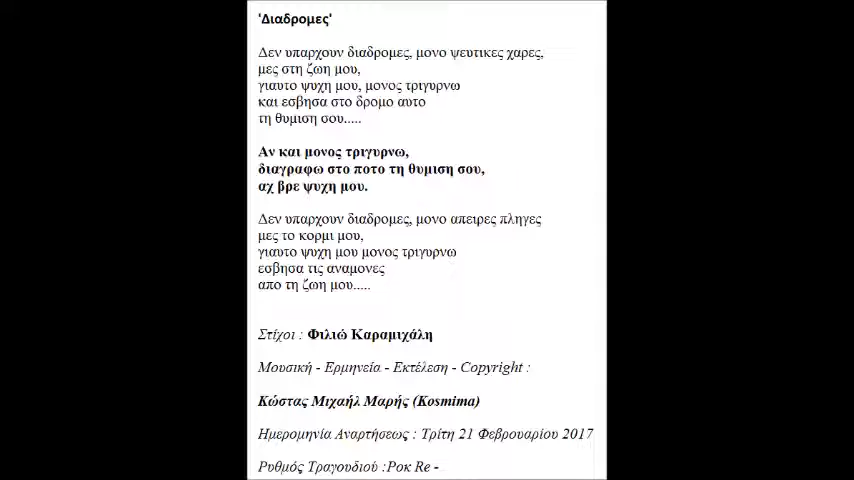 'Διαδρομες'
Δεν υπαρχουν διαδρομες, μονο ψευτικες χαρες,
μες στη ζωη μου,
γιαυτο ψυχη μου, μονος τριγυρνω
και εσβησα στο δρομο αυτο
τη θυμιση σου.....
Αν και μονος τριγυρνω,
διαγραφω στο ποτο τη θυμιση σου,
αχ βρε ψυχη μου.
Δεν υπαρχουν διαδρομες, μονο απειρες πληγες
μες το κορμι μου,
γιαυτο ψυχη μου μονος τριγυρνω
εσβησα τις αναμονες
απο τη ζωη μου.....
Στίχοι : Φιλιώ Καραμιχάλη
Μουσική - Ερμηνεία - Εκτέλεση - Copyright :
Κώστας Μιχαήλ Μαρής (Kosmima)
Ημερομηνία Αναρτήσεως : Τρίτη 21 Φεβρουαρίου 2017
Ρυθμός Τραγουδιού :Ροκ Re -